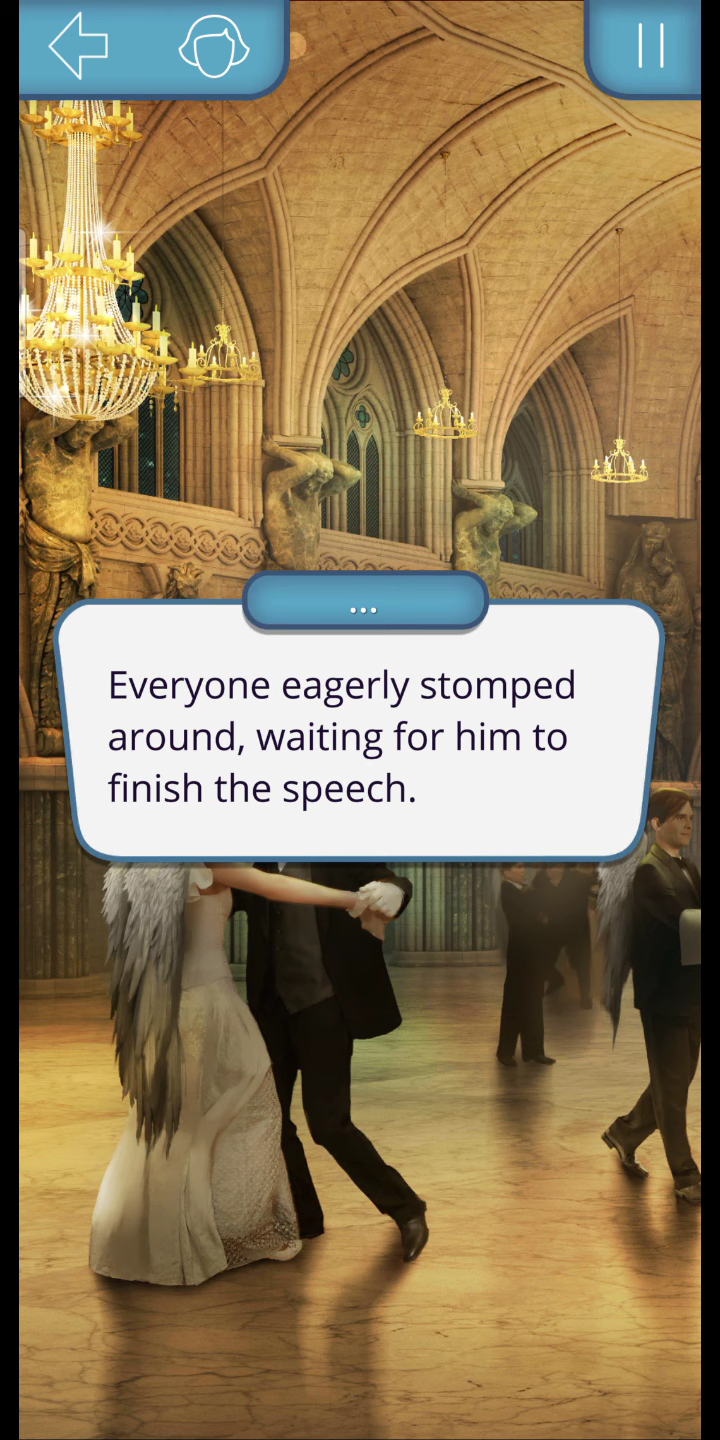 ...
Everyone eagerly stomped
around, waiting for him to
finish the speech.